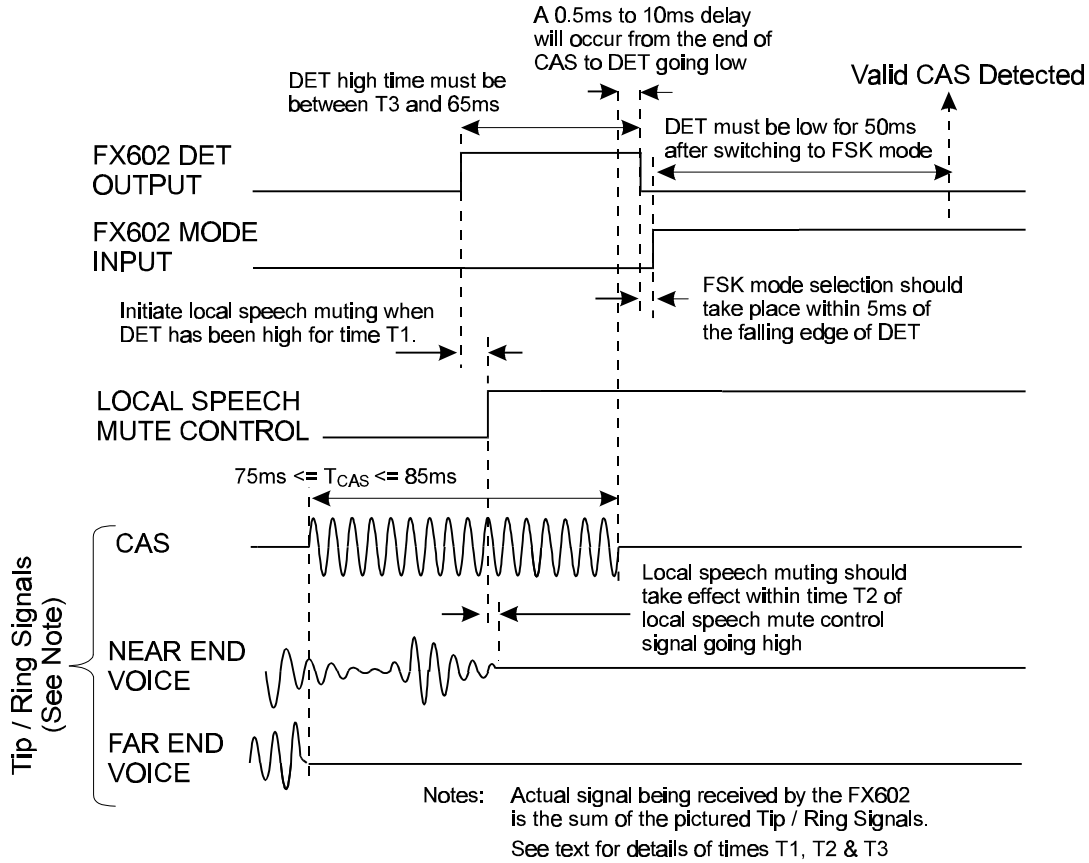 A 0.5ms to 10ms delay
will occur from the end of
CAS to DET going low
DET high time must be
between T3 and 65ms
Valid CAS Detected
DET must be low for 50ms
after switching to FSK mode
FX602 DET
OUTPUT
FX602 MODE
INPUT
FSK mode selection should
take place within 5ms of
the falling edge of DET
Initiate local speech muting when
DET has been high for time T1.
LOCAL SPEECH
MUTE CONTROL
75ms <= TCAS <= 85ms
CAS
Local speech muting should
take effect within time T2 of
local speech mute control
signal going high
NEAR END
VOICE
FAR END
VOICE
Tip / Ring Signals
(See Note)
Notes: Actual signal being received by the FX602
is the sum of the pictured Tip / Ring Signals.
See text for details of times T1, T2 & T3